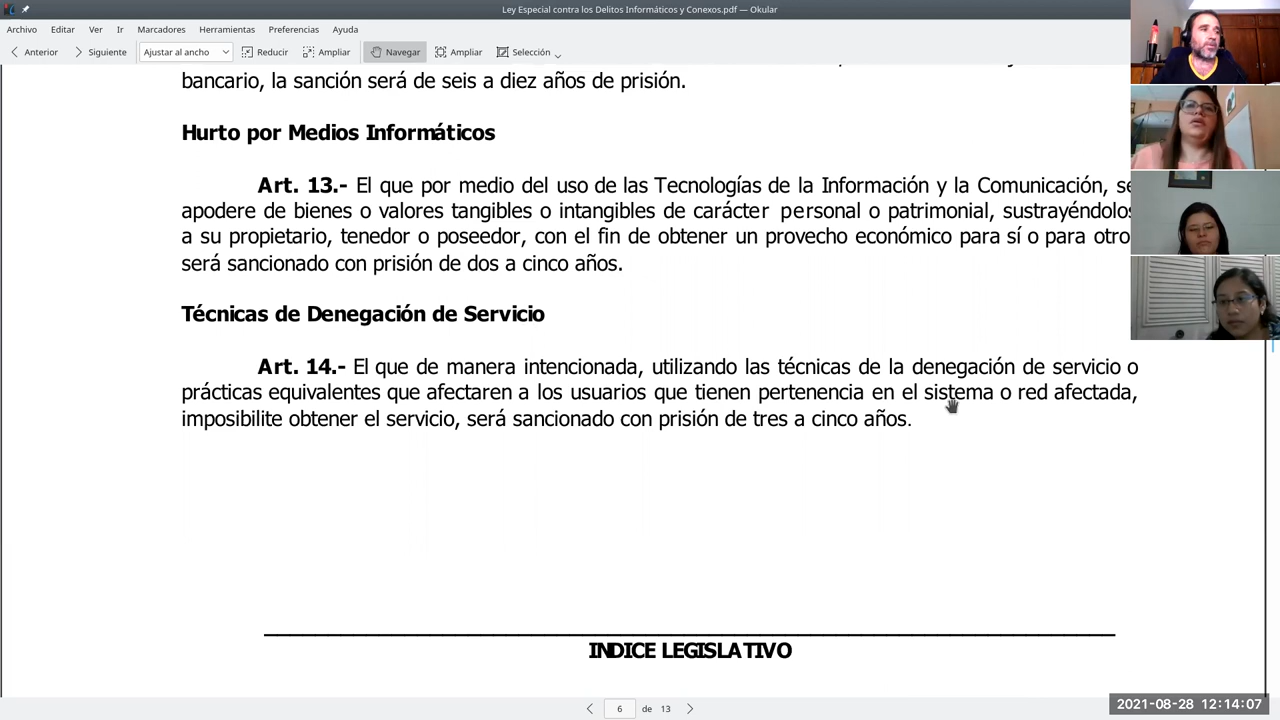 Ley Especial contra los Delitos Informáticos y Conexos.pdf — Okular
Archivo Editar Ver Ir Marcadores Herramientas Preferencias Ayuda
Anterior Siguiente Ajustar al ancho Reducir Ampliar Navegar Ampliar Selección
bancario, la sanción será de seis a diez años de prisión.
Hurto por Medios Informáticos
Art. 13.- El que por medio del uso de las Tecnologías de la Información y la Comunicación, se
apodere de bienes o valores tangibles o intangibles de carácter personal o patrimonial, sustrayéndolos
a su propietario, tenedor o poseedor, con el fin de obtener un provecho económico para sí o para otro
será sancionado con prisión de dos a cinco años.
Técnicas de Denegación de Servicio
Art. 14.- El que de manera intencionada, utilizando las técnicas de la denegación de servicio o
prácticas equivalentes que afectaren a los usuarios que tienen pertenencia en el sistema o red afectada,
imposibilite obtener el servicio, será sancionado con prisión de tres a cinco años.
INDICE LEGISLATIVO
6 de 13
2021-08-28 12:14:07